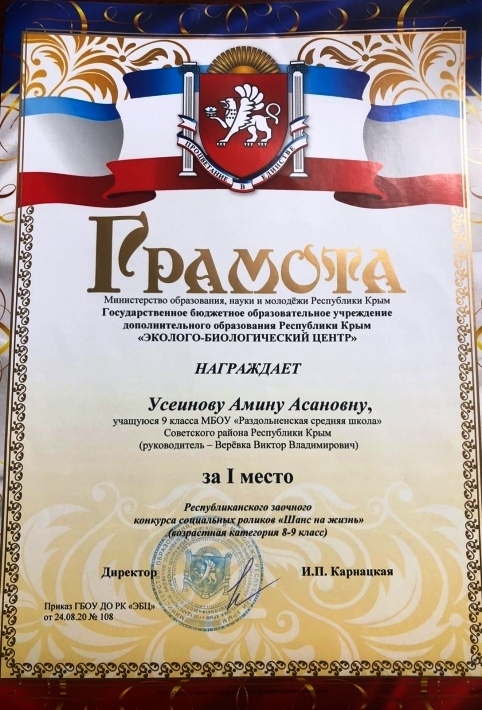 ПРОЦВЕТАНИЕ В ЕДИНСТВЕ
ГРАМОТА
Министерство образования, науки и молодёжи Республики Крым
Государственное бюджетное образовательное учреждение
дополнительного образования Республики Крым
«ЭКОЛОГО-БИОЛОГИЧЕСКИЙ ЦЕНТР»
НАГРАЖДАЕТ
Усеинову Амину Асановну,
учащуюся 9 класса МБОУ «Раздольненская средняя школа»
Советского района Республики Крым
(руководитель – Верёвка Виктор Владимирович)
за I место
Республиканского заочного
конкурса социальных роликов «Шанс на жизнь»
(возрастная категория 8-9 класс)
Директор И.П. Карнацкая
Приказ ГБОУ ДО РК «ЭБЦ»
от 24.08.20 № 108